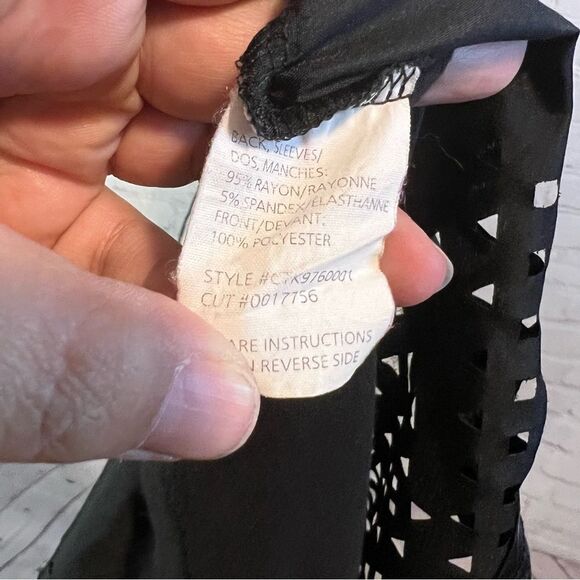 BACK, SLEEVES/
DOS, MANCHES:
95% RAYON/RAYONNE
5% SPANDEX/ELASTHANNE
FRONT/DEVANT:
100% POLYESTER
STYLE
CUT #0017756
ARE INSTRUCTIONS
REVERSE SIDE